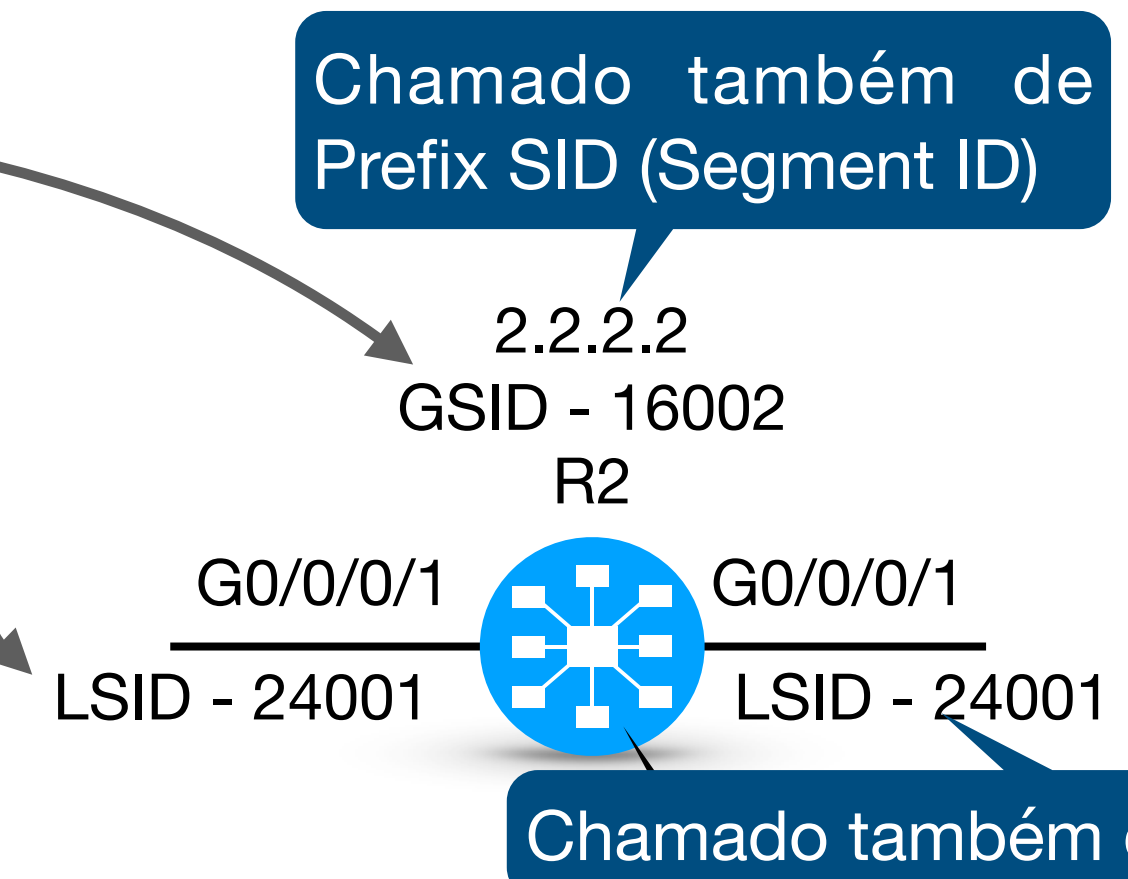 Chamado também de
Prefix SID (Segment ID)
2.2.2.2
GSID - 16002
R2
G0/0/0/1
G0/0/0/1
LSID - 24001
LSID - 24001
Chamado também